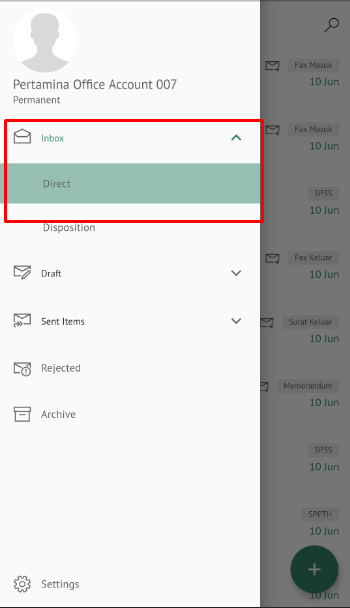 Pertamina Office Account 007
Permanent
Inbox
Direct
Disposition
Draft
Sent Items
Rejected
Archive
Settings
Fax Masuk
10 Jun
Fax Masuk
10 Jun
SP3S
10 Jun
Fax Keluar
10 Jun
Surat Keluar
10 Jun
Memorandum
10 Jun
SP3S
10 Jun
SPPTH
10 Jun